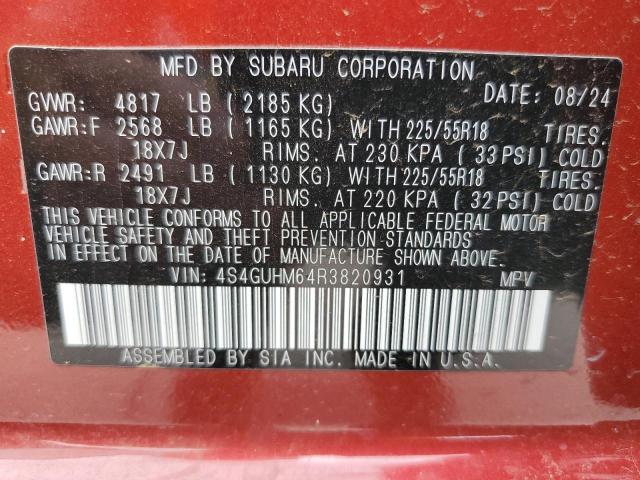 MFD BY SUBARU CORPORATION
DATE: 08/24
GVWR: 4817 LB (2185 KG)
GAWR:F 2568 LB (1165 KG) WITH 225/55R18 TIRES.
18X7J RIMS. AT 230 KPA (33 PSI) COLD
GAWR:R 2491 LB (1130 KG) WITH 225/55R18 TIRES.
18X7J RIMS. AT 220 KPA (32 PSI) COLD
THIS VEHICLE CONFORMS TO ALL APPLICABLE FEDERAL MOTOR
VEHICLE SAFETY AND THEFT PREVENTION STANDARDS
IN EFFECT ON THE DATE OF MANUFACTURE SHOWN ABOVE.
VIN: 4S4GUHM64R3820931 MPV
ASSEMBLED BY SIA INC. MADE IN U.S.A.